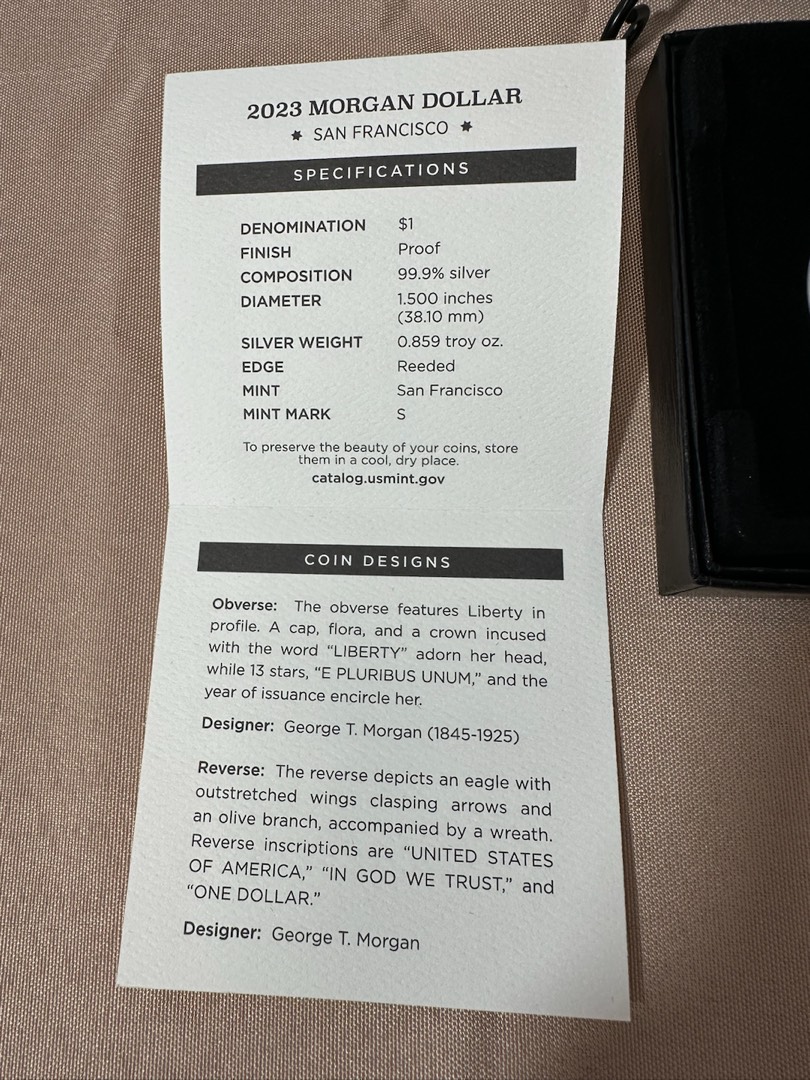 2023 MORGAN DOLLAR
★ SAN FRANCISCO ★
SPECIFICATIONS
DENOMINATION $1
FINISH Proof
COMPOSITION 99.9% silver
DIAMETER 1.500 inches
(38.10 mm)
SILVER WEIGHT 0.859 troy oz.
EDGE Reeded
MINT San Francisco
MINT MARK S
To preserve the beauty of your coins, store
them in a cool, dry place.
catalog.usmint.gov
COIN DESIGNS
Obverse: The obverse features Liberty in
profile. A cap, flora, and a crown incused
with the word “LIBERTY” adorn her head,
while 13 stars, “E PLURIBUS UNUM,” and the
year of issuance encircle her.
Designer: George T. Morgan (1845-1925)
Reverse: The reverse depicts an eagle with
outstretched wings clasping arrows and
an olive branch, accompanied by a wreath.
Reverse inscriptions are “UNITED STATES
OF AMERICA,” “IN GOD WE TRUST,” and
“ONE DOLLAR.”
Designer: George T. Morgan